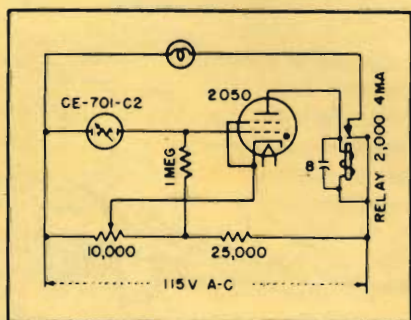 CE-701-C2
2050
1 MEG
8
RELAY 2,000 4MA
10,000
25,000
115V A-C